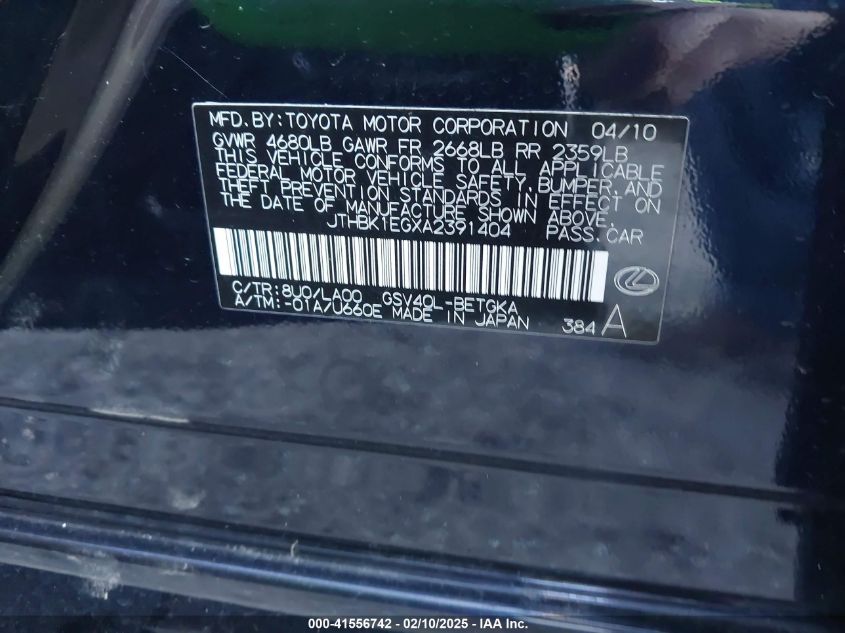 MFD.BY:TOYOTA MOTOR CORPORATION 04/10
GVWR 4680LB GAWR FR 2668LB RR 2359LB
THIS VEHICLE CONFORMS TO ALL APPLICABLE
FEDERAL MOTOR VEHICLE SAFETY,BUMPER,AND
THEFT PREVENTION STANDARDS IN EFFECT ON
THE DATE OF MANUFACTURE SHOWN ABOVE.
JTHBK1EGXA2391404 PASS.CAR
C/TR:8U0/LA00 GSV40L-BETGKA
A/TM:-01A/U660E MADE IN JAPAN
384 A
000-41556742 — 02/10/2025 - IAA Inc.